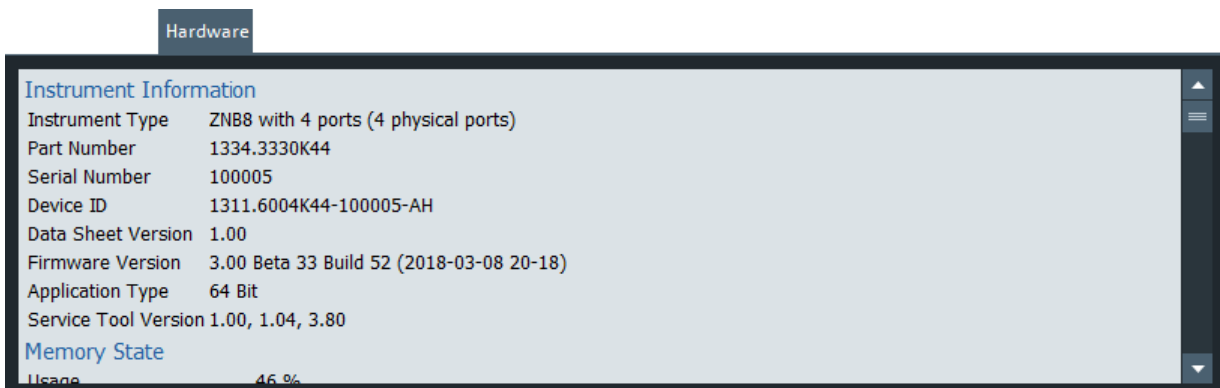 Hardware
Instrument Information
Instrument Type ZNB8 with 4 ports (4 physical ports)
Part Number 1334.3330K44
Serial Number 100005
Device ID 1311.6004K44-100005-AH
Data Sheet Version 1.00
Firmware Version 3.00 Beta 33 Build 52 (2018-03-08 20-18)
Application Type 64 Bit
Service Tool Version 1.00, 1.04, 3.80
Memory State
Usage 46 %